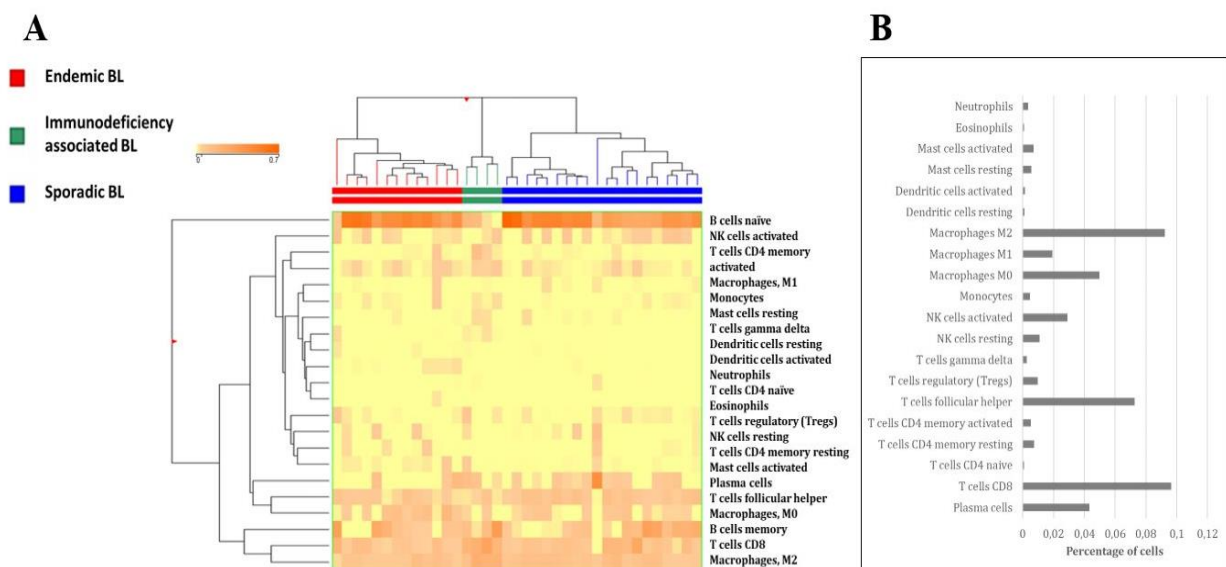 A
Endemic BL
Immunodeficiency
associated BL
Sporadic BL
0
0.7
B cells naïve
NK cells activated
T cells CD4 memory
activated
Macrophages, M1
Monocytes
Mast cells resting
T cells gamma delta
Dendritic cells resting
Dendritic cells activated
Neutrophils
T cells CD4 naïve
Eosinophils
T cells regulatory (Tregs)
NK cells resting
T cells CD4 memory resting
Mast cells activated
Plasma cells
T cells follicular helper
Macrophages, M0
B cells memory
T cells CD8
Macrophages, M2
B
Neutrophils
Eosinophils
Mast cells activated
Mast cells resting
Dendritic cells activated
Dendritic cells resting
Macrophages M2
Macrophages M1
Macrophages M0
Monocytes
NK cells activated
NK cells resting
T cells gamma delta
T cells regulatory (Tregs)
T cells follicular helper
T cells CD4 memory activated
T cells CD4 memory resting
T cells CD4 naive
T cells CD8
Plasma cells
0 0,02 0,04 0,06 0,08 0,1 0,12
Percentage of cells